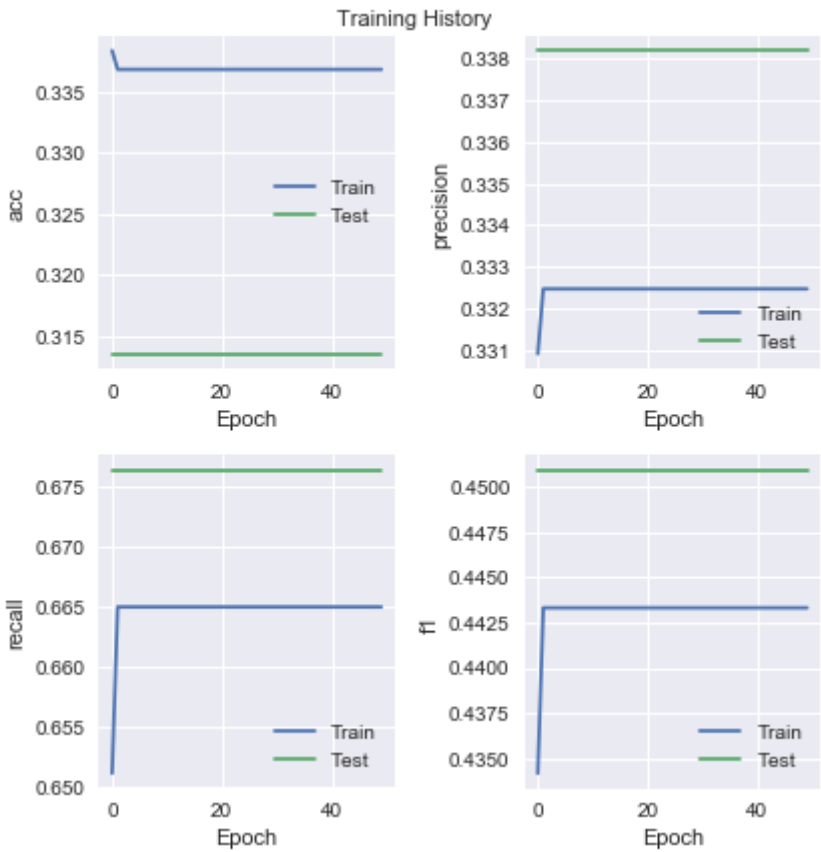 Training History
acc
0.335
0.330
0.325
0.320
0.315
Train
Test
0 20 40
Epoch
precision
0.338
0.337
0.336
0.335
0.334
0.333
0.332
0.331
Train
Test
0 20 40
Epoch
recall
0.675
0.670
0.665
0.660
0.655
0.650
Train
Test
0 20 40
Epoch
f1
0.4500
0.4475
0.4450
0.4425
0.4400
0.4375
0.4350
Train
Test
0 20 40
Epoch